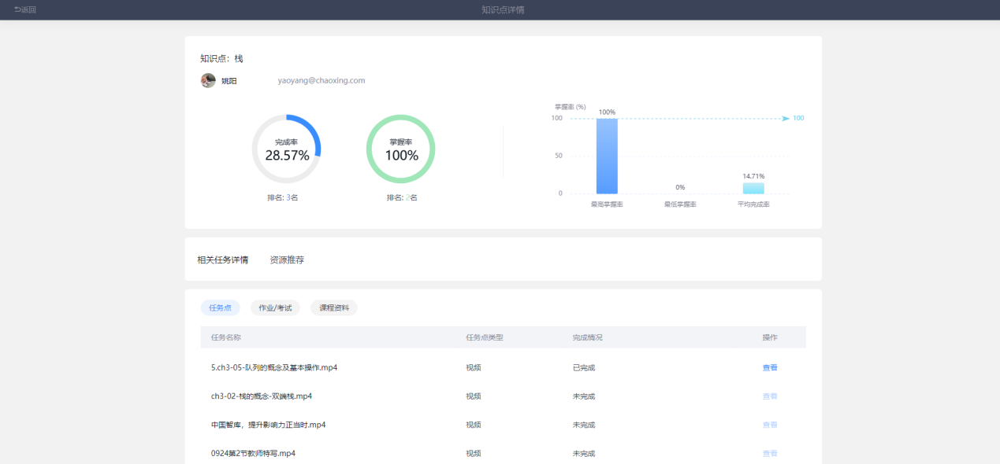 返回
知识点详情
知识点：栈
姚阳 yaoyang@chaoxing.com
完成率
28.57%
排名: 3名
掌握率
100%
排名: 2名
掌握率 (%)
100
50
0
100%
0%
14.71%
100
最高掌握率 最低掌握率 平均完成率
相关任务详情 资源推荐
任务点 作业/考试 课程资料
任务名称 任务点类型 完成情况 操作
5.ch3-05-队列的概念及基本操作.mp4 视频 已完成 查看
ch3-02-栈的概念-双端栈.mp4 视频 未完成 查看
中国智库，提升影响力正当时.mp4 视频 未完成 查看
0924第2节教师特写.mp4 视频 未完成 查看